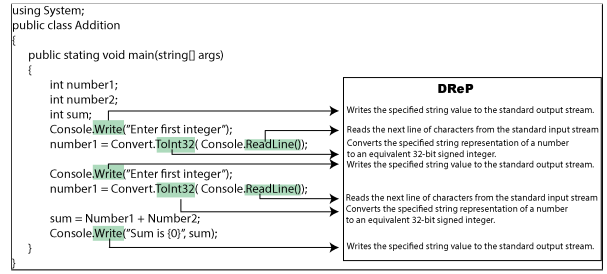 using System;
public class Addition
{
public stating void main(string[] args)
{
int number1;
int number2;
int sum;
Console.Write("Enter first integer");
number1 = Convert.ToInt32( Console.ReadLine());
Console.Write("Enter first integer");
number1 = Convert.ToInt32( Console.ReadLine());
sum = Number1 + Number2;
Console.Write("Sum is {0}", sum);
}
}
DReP
Writes the specified string value to the standard output stream.
Reads the next line of characters from the standard input stream
Converts the specified string representation of a number
to an equivalent 32-bit signed integer.
Writes the specified string value to the standard output stream.
Reads the next line of characters from the standard input stream
Converts the specified string representation of a number
to an equivalent 32-bit signed integer.
Writes the specified string value to the standard output stream.